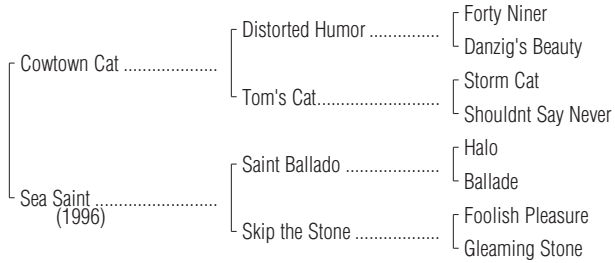 Forty Niner
Distorted Humor ................
Danzig's Beauty
Cowtown Cat ....................
Storm Cat
Tom's Cat..........................
Shouldnt Say Never
Halo
Saint Ballado ....................
Ballade
Sea Saint ..........................
(1996)
Foolish Pleasure
Skip the Stone ..................
Gleaming Stone